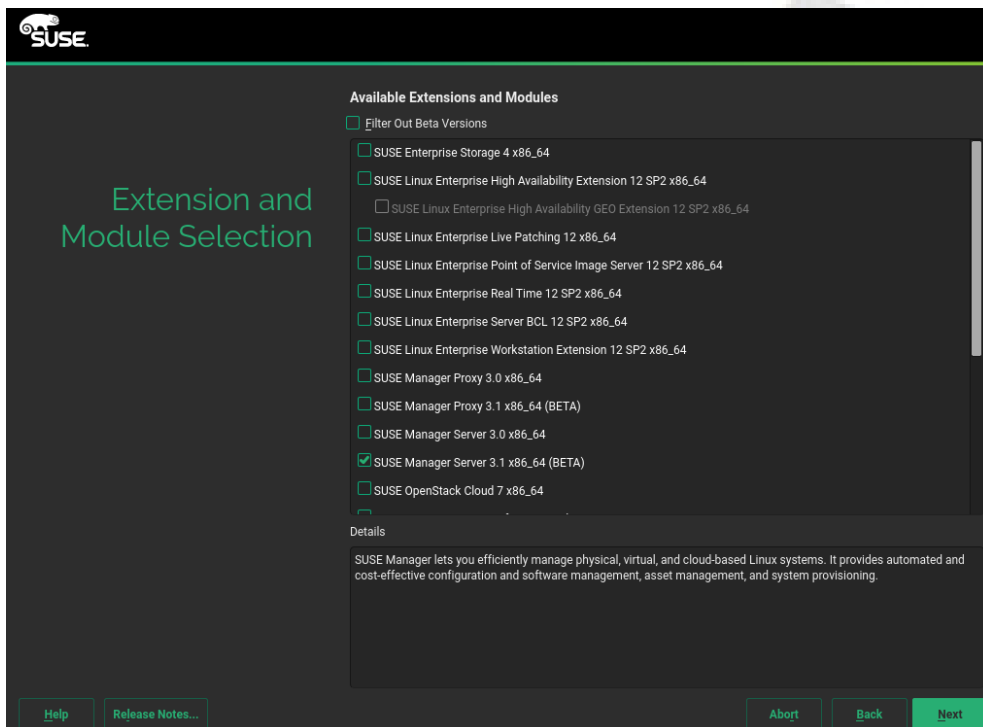 SUSE.
Available Extensions and Modules
Filter Out Beta Versions
Extension and
Module Selection
SUSE Enterprise Storage 4 x86_64
SUSE Linux Enterprise High Availability Extension 12 SP2 x86_64
SUSE Linux Enterprise High Availability GEO Extension 12 SP2 x86_64
SUSE Linux Enterprise Live Patching 12 x86_64
SUSE Linux Enterprise Point of Service Image Server 12 SP2 x86_64
SUSE Linux Enterprise Real Time 12 SP2 x86_64
SUSE Linux Enterprise Server BCL 12 SP2 x86_64
SUSE Linux Enterprise Workstation Extension 12 SP2 x86_64
SUSE Manager Proxy 3.0 x86_64
SUSE Manager Proxy 3.1 x86_64 (BETA)
SUSE Manager Server 3.0 x86_64
SUSE Manager Server 3.1 x86_64 (BETA)
SUSE OpenStack Cloud 7 x86_64
Details
SUSE Manager lets you efficiently manage physical, virtual, and cloud-based Linux systems. It provides automated and
cost-effective configuration and software management, asset management, and system provisioning.
Help
Release Notes...
Abort
Back
Next